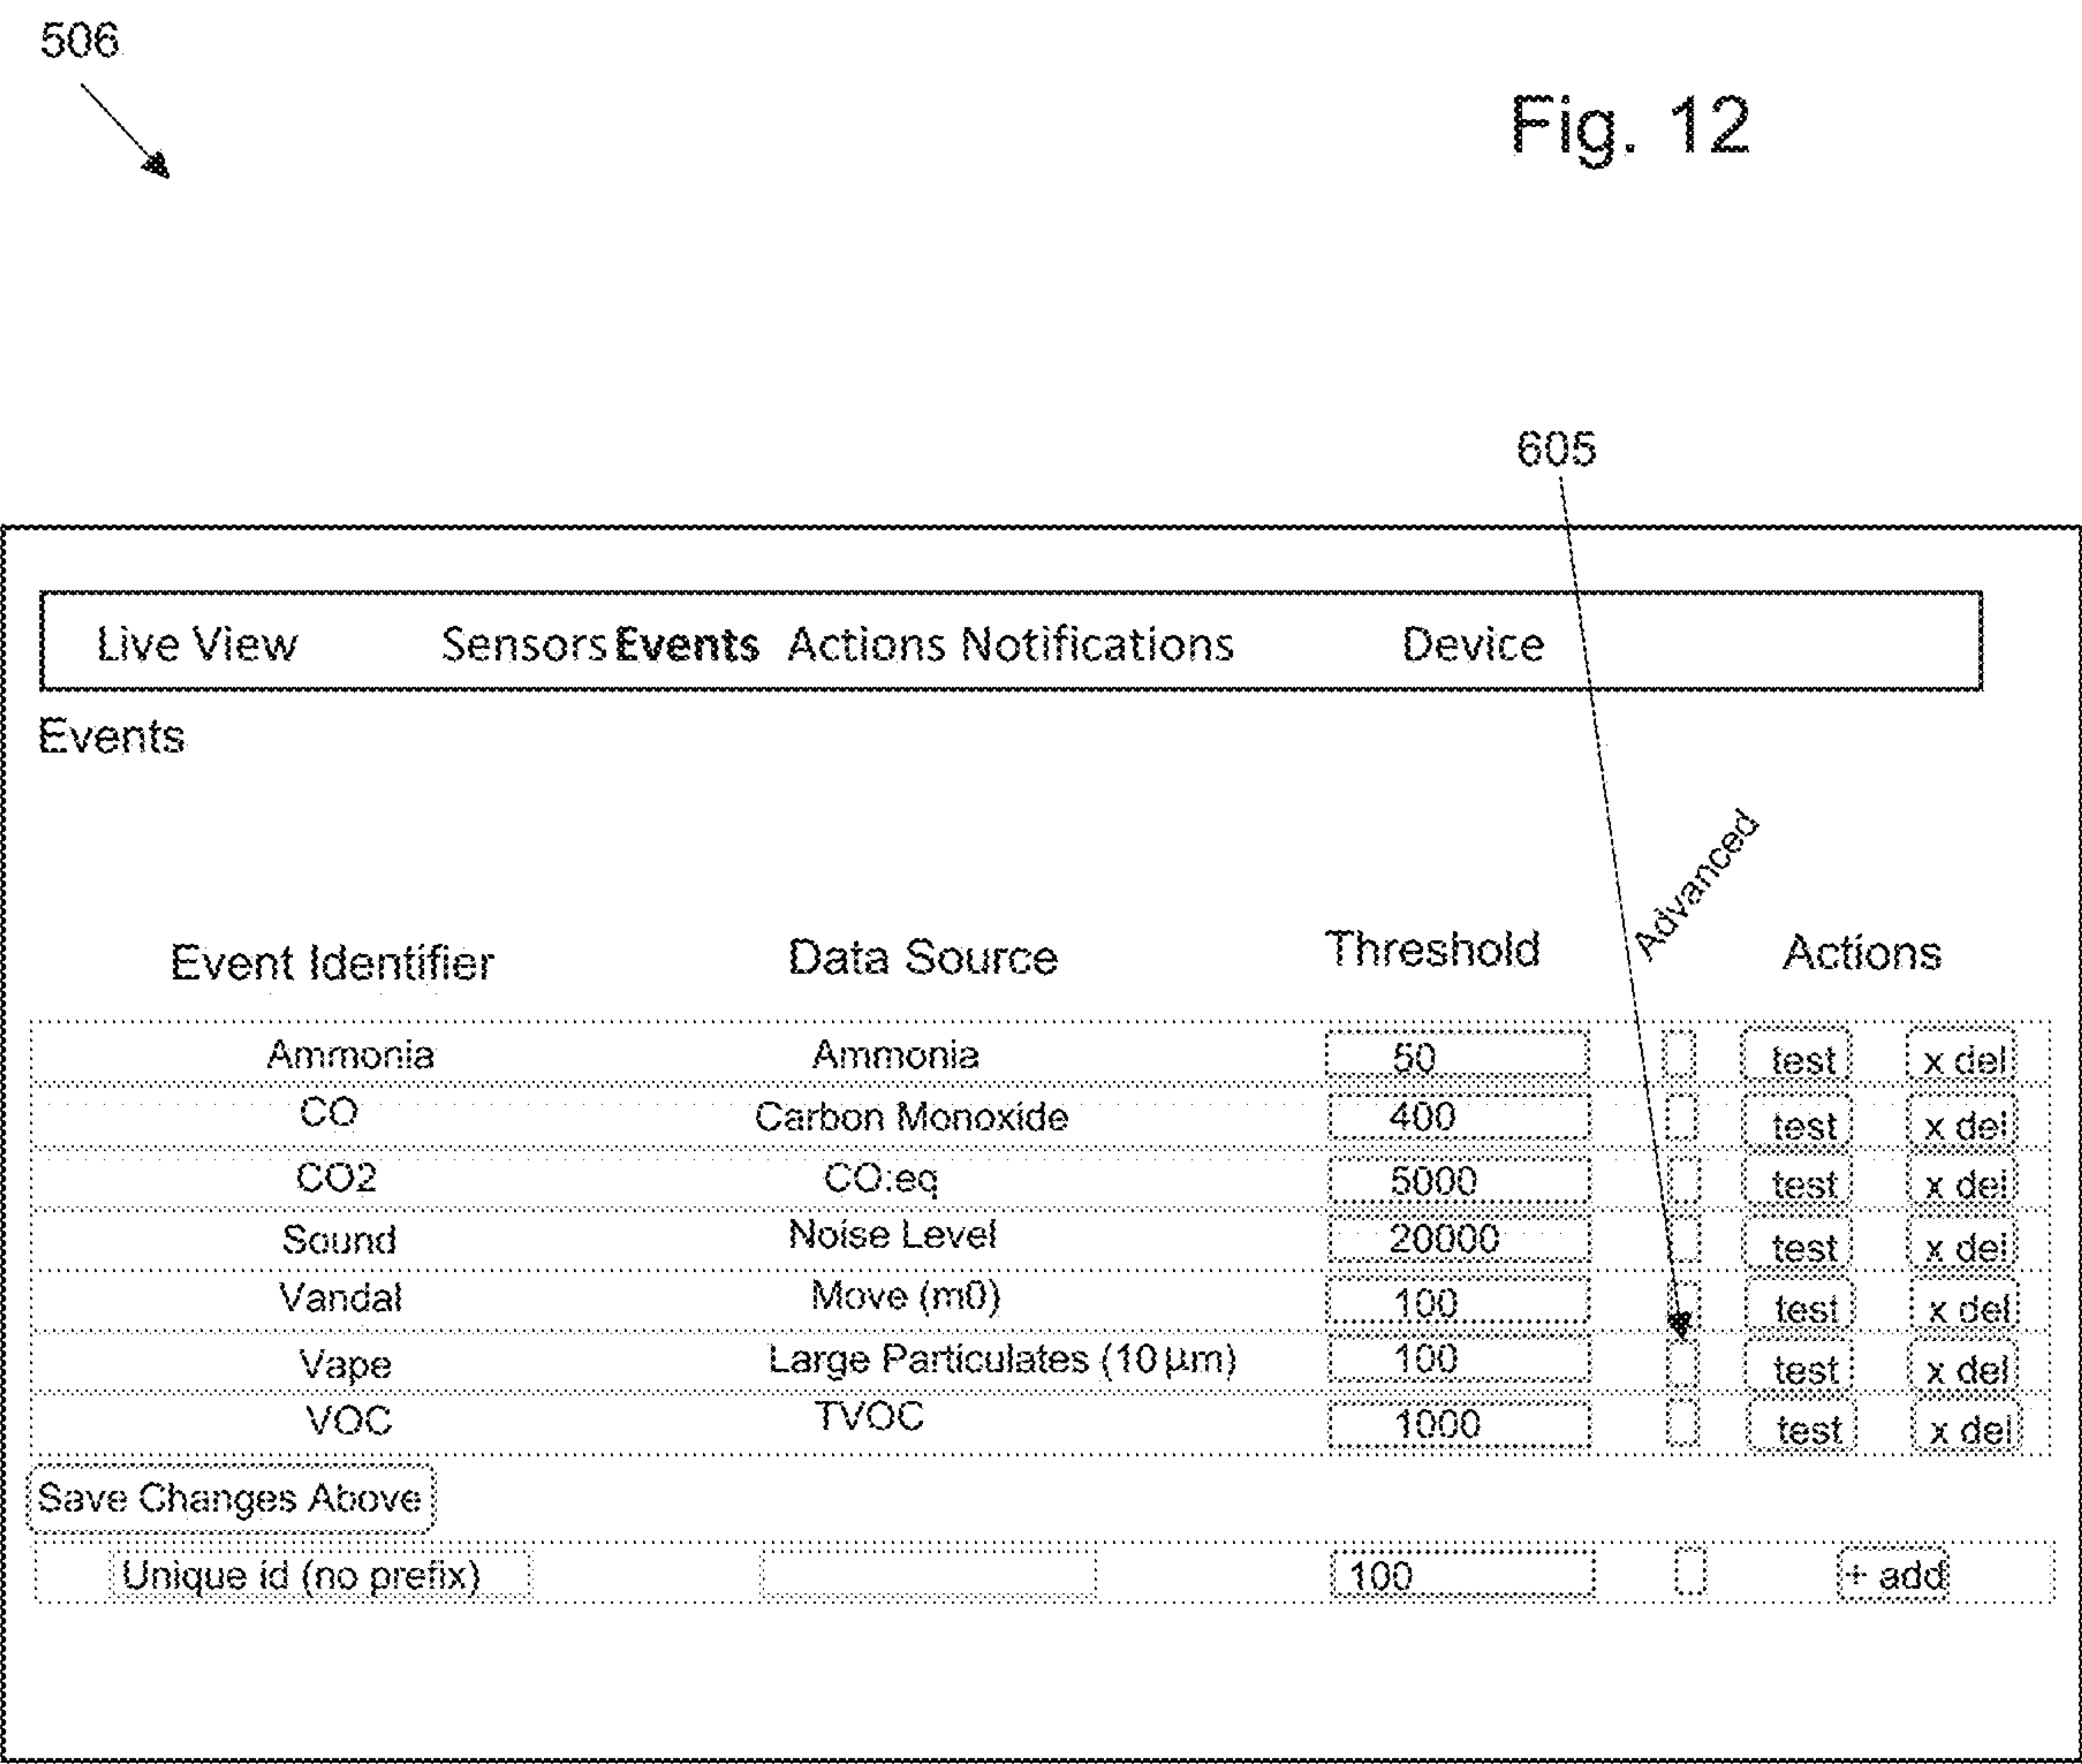 506
Fig. 12
605
Live View Sensors Events Actions Notifications Device
Events
Advanced
Event Identifier Data Source Threshold Actions
Ammonia Ammonia 50 test x del
CO Carbon Monoxide 400 test x del
CO2 CO:eq 5000 test x del
Sound Noise Level 20000 test x del
Vandal Move (m0) 100 test x del
Vape Large Particulates (10 µm) 100 test x del
VOC TVOC 1000 test x del
Save Changes Above
Unique id (no prefix) 100 + add